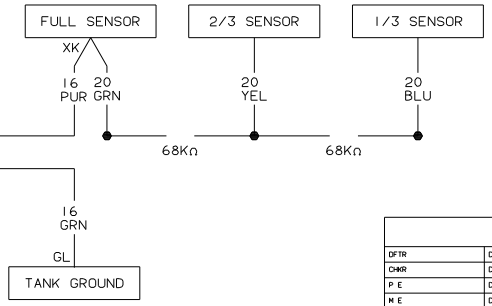 FULL SENSOR
2/3 SENSOR
1/3 SENSOR
XK
16 PUR
20 GRN
20 YEL
20 BLU
68KΩ
68KΩ
16 GRN
GL
TANK GROUND
DFTR D
CHKR D
P E D
M E D